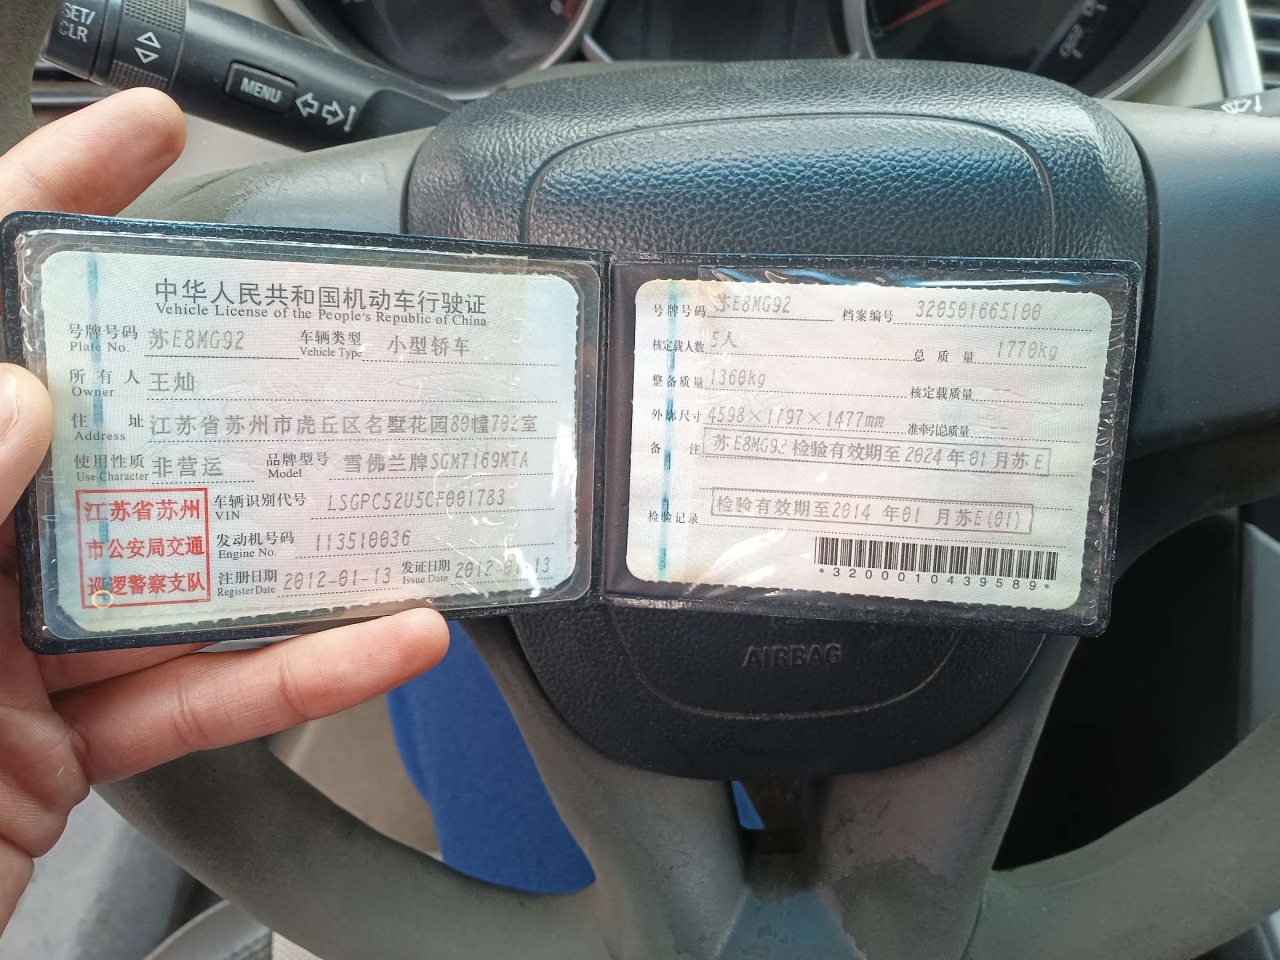 SET/
CLR
MENU
中华人民共和国机动车行驶证
Vehicle License of the People's Republic of China
号牌号码 苏E8MG92 车辆类型 小型轿车
Plate No. Vehicle Type
所有人 王灿
Owner
住址 江苏省苏州市虎丘区名墅花园80幢702室
Address
使用性质 非营运 品牌型号 雪佛兰牌SGM7169MTA
Use Character Model
江苏省苏州
市公安局交通
巡逻警察支队
车辆识别代号 LSGPC52U5CF001783
VIN
发动机号码 113510036
Engine No.
注册日期 2012-01-13 发证日期 2012-01-13
Register Date Issue Date
号牌号码 苏E8MG92 档案编号 320501665100
核定载人数 5人 总质量 1770kg
整备质量 1360kg 核定载质量 --
外廓尺寸 4598×1797×1477mm 准牵引总质量 --
备注 苏E8MG92 检验有效期至2024年01月苏E
检验记录 检验有效期至2014 年01 月苏E(01)
*3200010439589*
AIRBAG